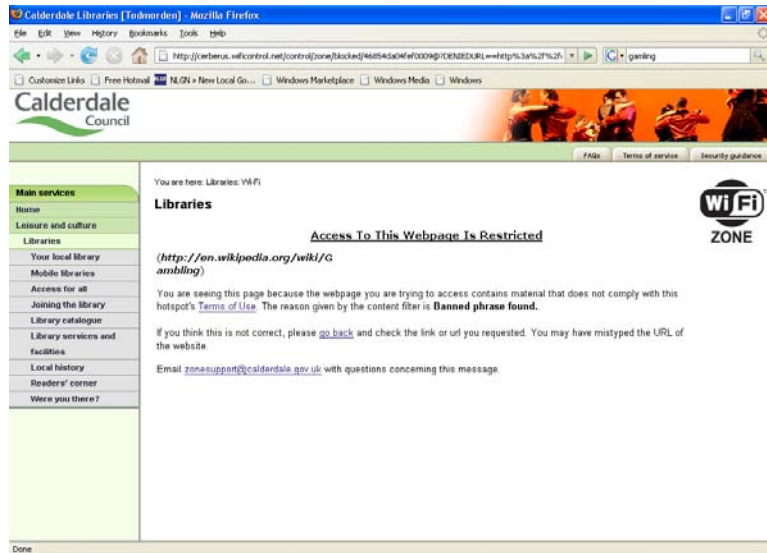 Calderdale Libraries [Todmorden] - Mozilla Firefox
File Edit View History Bookmarks Tools Help
gamling
Customize Links Free Hotmail NLGN > New Local Go... Windows Marketplace Windows Media Windows
Calderdale
Council
FAQs Terms of service Security guidance
You are here: Libraries: Wi-Fi
Main services
Home
Leisure and culture
Libraries
Your local library
Mobile libraries
Access for all
Joining the library
Library catalogue
Library services and
facilities
Local history
Readers' corner
Were you there?
Libraries
Wi Fi
ZONE
Access To This Webpage Is Restricted
(http://en.wikipedia.org/wiki/G
ambling)
You are seeing this page because the webpage you are trying to access contains material that does not comply with this
hotspot's Terms of Use. The reason given by the content filter is Banned phrase found.
If you think this is not correct, please go back and check the link or url you requested. You may have mistyped the URL of
the website.
Email zonesupport@calderdale.gov.uk with questions concerning this message.
Done